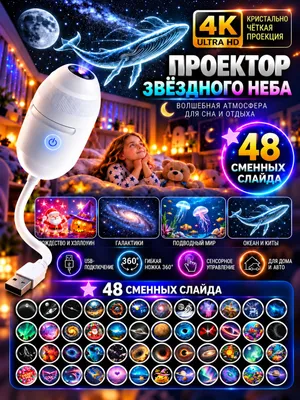 4K
ULTRA HD
КРИСТАЛЬНО
ЧЁТКАЯ
ПРОЕКЦИЯ
ПРОЕКТОР
ЗВЁЗДНОГО НЕБА
ВОЛШЕБНАЯ АТМОСФЕРА
ДЛЯ СНА И ОТДЫХА
48
СМЕННЫХ
СЛАЙДА
РОЖДЕСТВО И ХЭЛЛОУИН
ГАЛАКТИКИ
ПОДВОДНЫЙ МИР
ОКЕАН И КИТЫ
USB-
ПОДКЛЮЧЕНИЕ
360°
ГИБКАЯ
НОЖКА 360°
СЕНСОРНОЕ
УПРАВЛЕНИЕ
ДЛЯ ДОМА
И АВТО
48 СМЕННЫХ СЛАЙДА